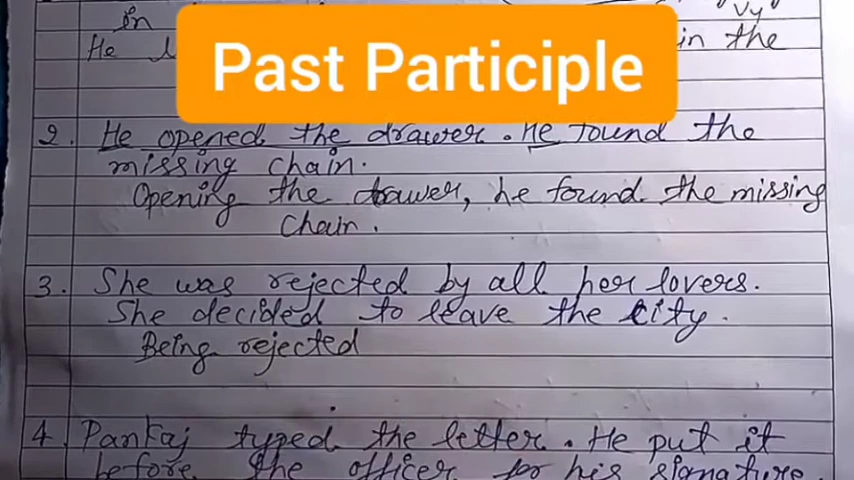 in "Vy"
He in the
Past Participle
2. He opened the drawer. He found the
missing chain.
Opening the drawer, he found the missing
Chain.
3. She was rejected by all her lovers.
She decided to leave the city.
Being rejected
4. Pankaj typed the letter. He put it
before the officer for his signature.